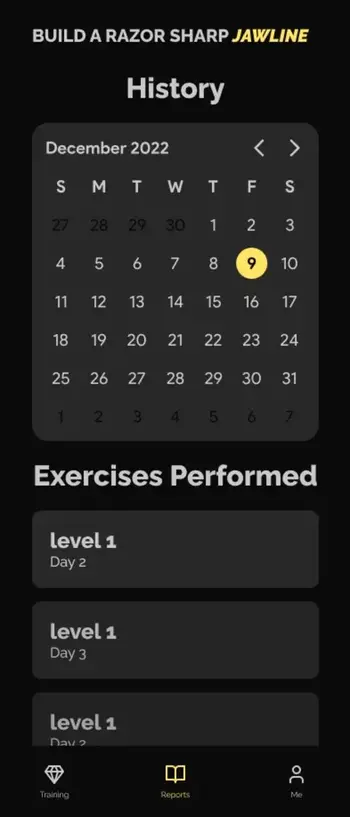 BUILD A RAZOR SHARP JAWLINE
History
December 2022
S M T W T F S
27 28 29 30 1 2 3
4 5 6 7 8 9 10
11 12 13 14 15 16 17
18 19 20 21 22 23 24
25 26 27 28 29 30 31
1 2 3 4 5 6 7
Exercises Performed
level 1
Day 2
level 1
Day 3
level 1
Day 2
Training Reports Me